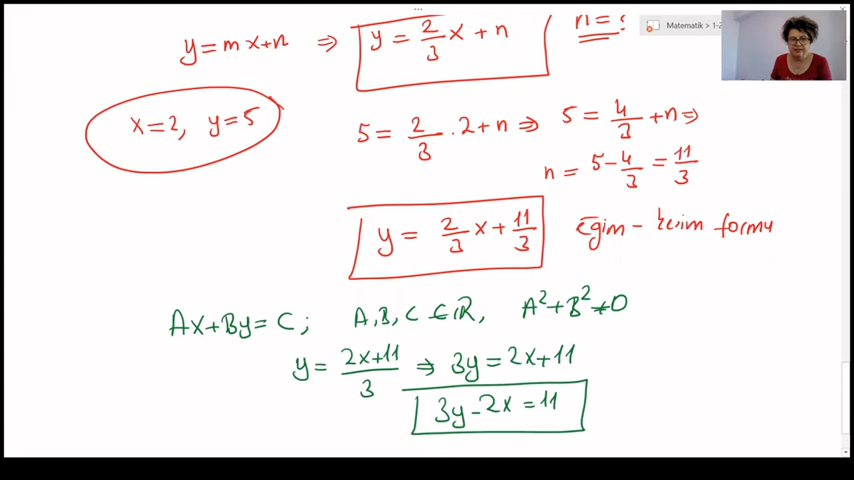 n = ?
Matematik > 1-2
y = mx+n ⇒ y = 2/3 x + n
x=2, y=5
5 = 2/3 . 2 + n ⇒ 5 = 4/3 + n ⇒
n = 5 - 4/3 = 11/3
y = 2/3 x + 11/3 Eğim - kesim formu
Ax+By = C ; A, B, C ∈ ℝ, A²+B² ≠ 0
y = 2x+11/3 ⇒ 3y = 2x+11
3y - 2x = 11